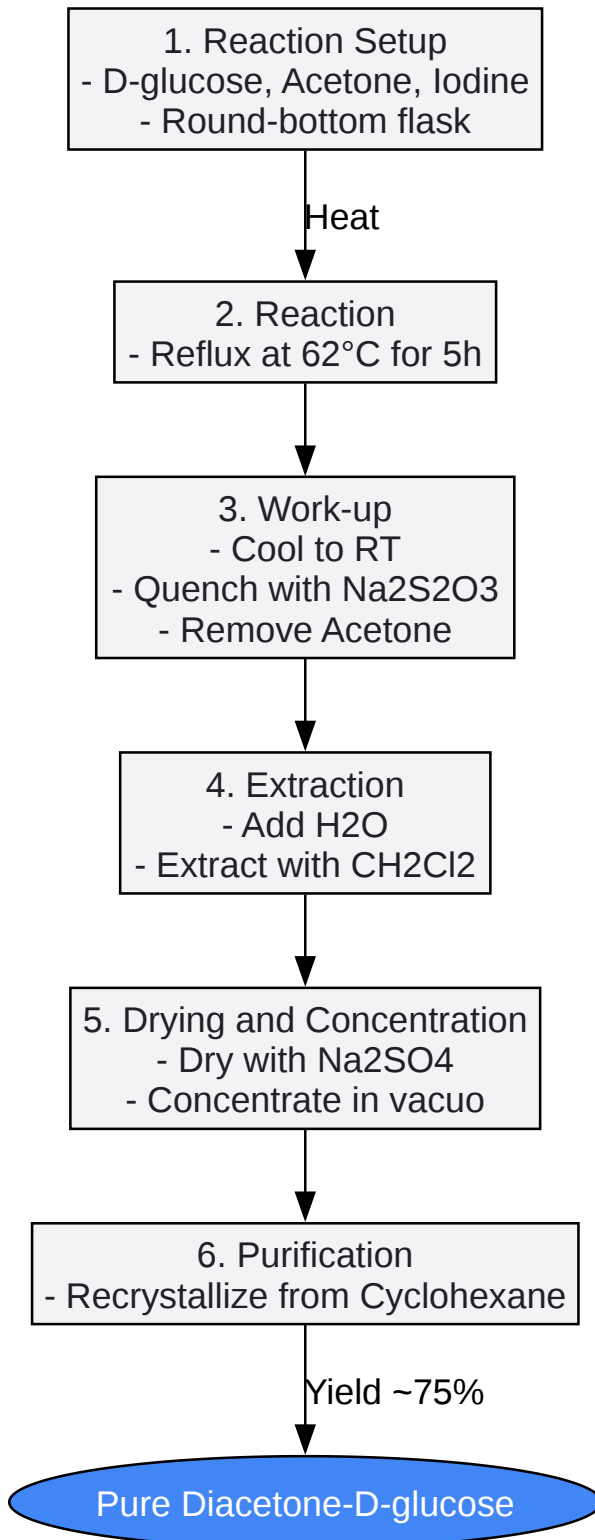 1. Reaction Setup
- D-glucose, Acetone, Iodine
- Round-bottom flask
Heat
2. Reaction
- Reflux at 62°C for 5h
3. Work-up
- Cool to RT
- Quench with Na2S2O3
- Remove Acetone
4. Extraction
- Add H2O
- Extract with CH2Cl2
5. Drying and Concentration
- Dry with Na2SO4
- Concentrate in vacuo
6. Purification
- Recrystallize from Cyclohexane
Yield ~75%
Pure Diacetone-D-glucose